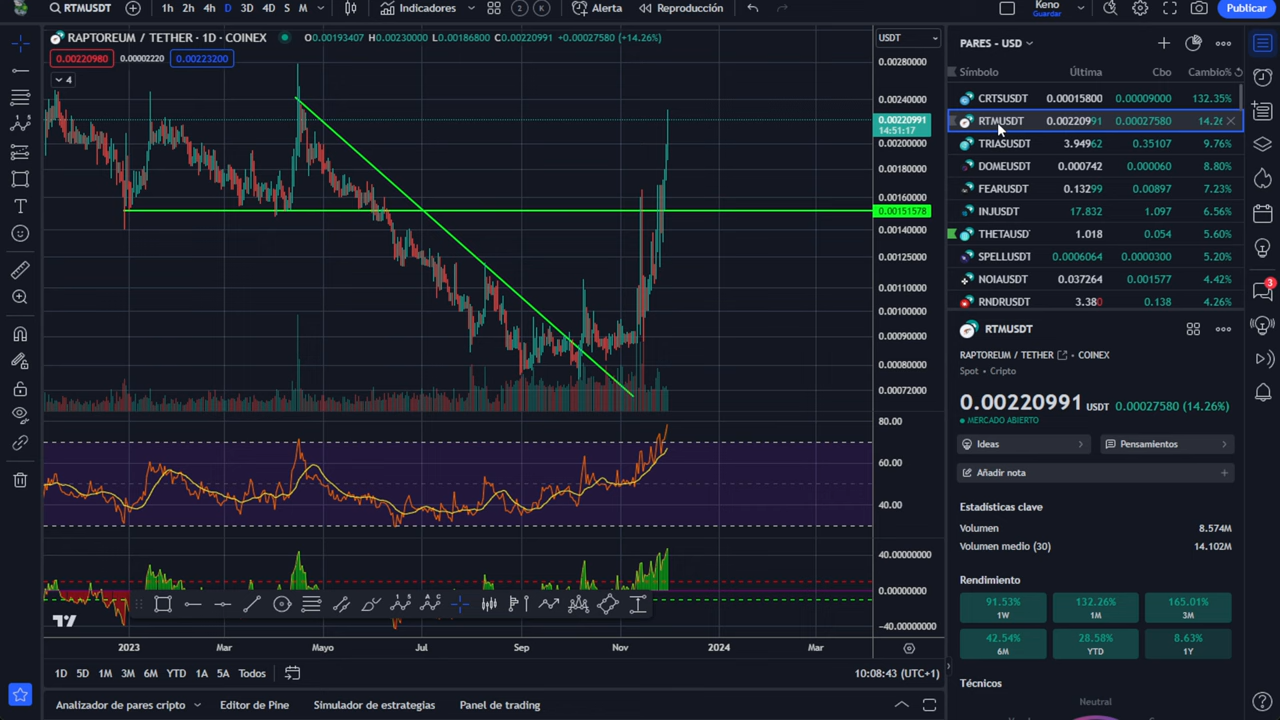 RTMUSDT 1h 2h 4h D 3D 4D S M Indicadores 2 K Alerta Reproducción Keno Guardar Publicar
RAPTOREUM / TETHER · 1D · COINEX O0.00193407 H0.00230000 L0.00186800 C0.00220991 +0.00027580 (+14.26%)
0.00220980 0.00002220 0.00223200
4
USDT
0.00280000
0.00240000
0.00220991
14:51:17
0.00200000
0.00180000
0.00160000
0.00151578
0.00140000
0.00125000
0.00110000
0.00100000
0.00090000
0.00080000
0.00072000
80.00
60.00
40.00
40.00000000
0.00000000
-40.00000000
2023 Mar Mayo Jul Sep Nov 2024 Mar
1D 5D 1M 3M 6M YTD 1A 5A Todos
10:08:43 (UTC+1)
Analizador de pares cripto Editor de Pine Simulador de estrategias Panel de trading
PARES - USD
Símbolo Última Cbo Cambio%
CRTSUSDT 0.00015800 0.00009000 132.35%
RTMUSDT 0.00220991 0.00027580 14.26
TRIASUSDT 3.94962 0.35107 9.76%
DOMEUSDT 0.000742 0.000060 8.80%
FEARUSDT 0.13299 0.00897 7.23%
INJUSDT 17.832 1.097 6.56%
THETAUSDT 1.018 0.054 5.60%
SPELLUSDT 0.0006064 0.0000300 5.20%
NOIAUSDT 0.037264 0.001577 4.42%
RNDRUSDT 3.380 0.138 4.26%
3
RTMUSDT
RAPTOREUM / TETHER · COINEX
Spot · Cripto
0.00220991 USDT 0.00027580 (14.26%)
MERCADO ABIERTO
Ideas Pensamientos
Añadir nota
Estadísticas clave
Volumen 8.574M
Volumen medio (30) 14.102M
Rendimiento
91.53% 132.26% 165.01%
1W 1M 3M
42.54% 28.58% 8.63%
6M YTD 1Y
Técnicos
Neutral